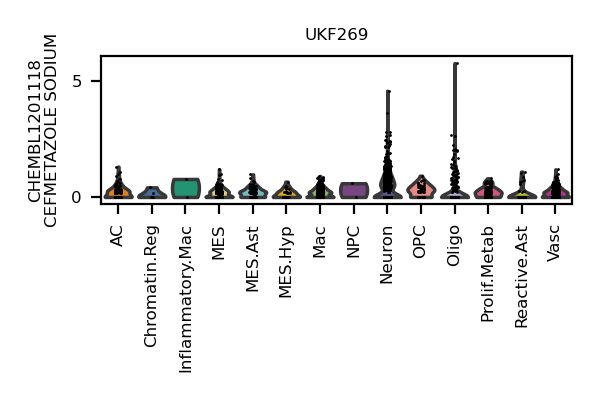 UKF269
CHEMBL1201118
CEFMETAZOLE SODIUM
5
0
AC
Chromatin.Reg
Inflammatory.Mac
MES
MES.Ast
MES.Hyp
Mac
NPC
Neuron
OPC
Oligo
Prolif.Metab
Reactive.Ast
Vasc